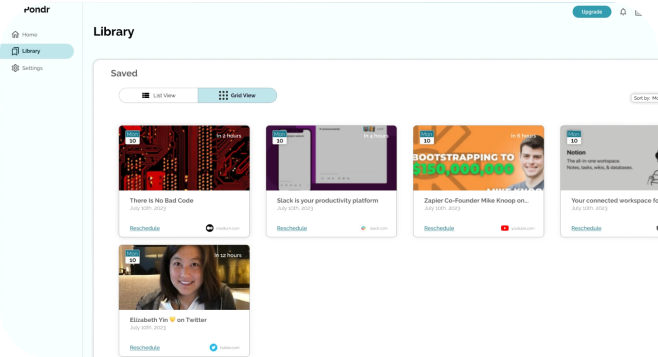 Pondr
Upgrade
Home
Library
Settings
Library
Saved
List View
Grid View
Sort by: Mo
Mon
10
In 2 hours
There Is No Bad Code
July 10th, 2023
Reschedule
Mon
10
In 4 hours
Slack is your productivity platform
July 10th, 2023
Reschedule
Mon
10
In 6 hours
BOOTSTRAPPING TO
$150,000,000
MIKE KNOOP
Zapier Co-Founder Mike Knoop on...
July 10th, 2023
Reschedule
youtube.com
Mon
10
Notion
The all-in-one workspace.
Notes, tasks, wikis, & databases.
Your connected workspace fo
July 10th, 2023
Reschedule
Mon
10
In 12 hours
Elizabeth Yin 💛 on Twitter
July 10th, 2023
Reschedule
twitter.com